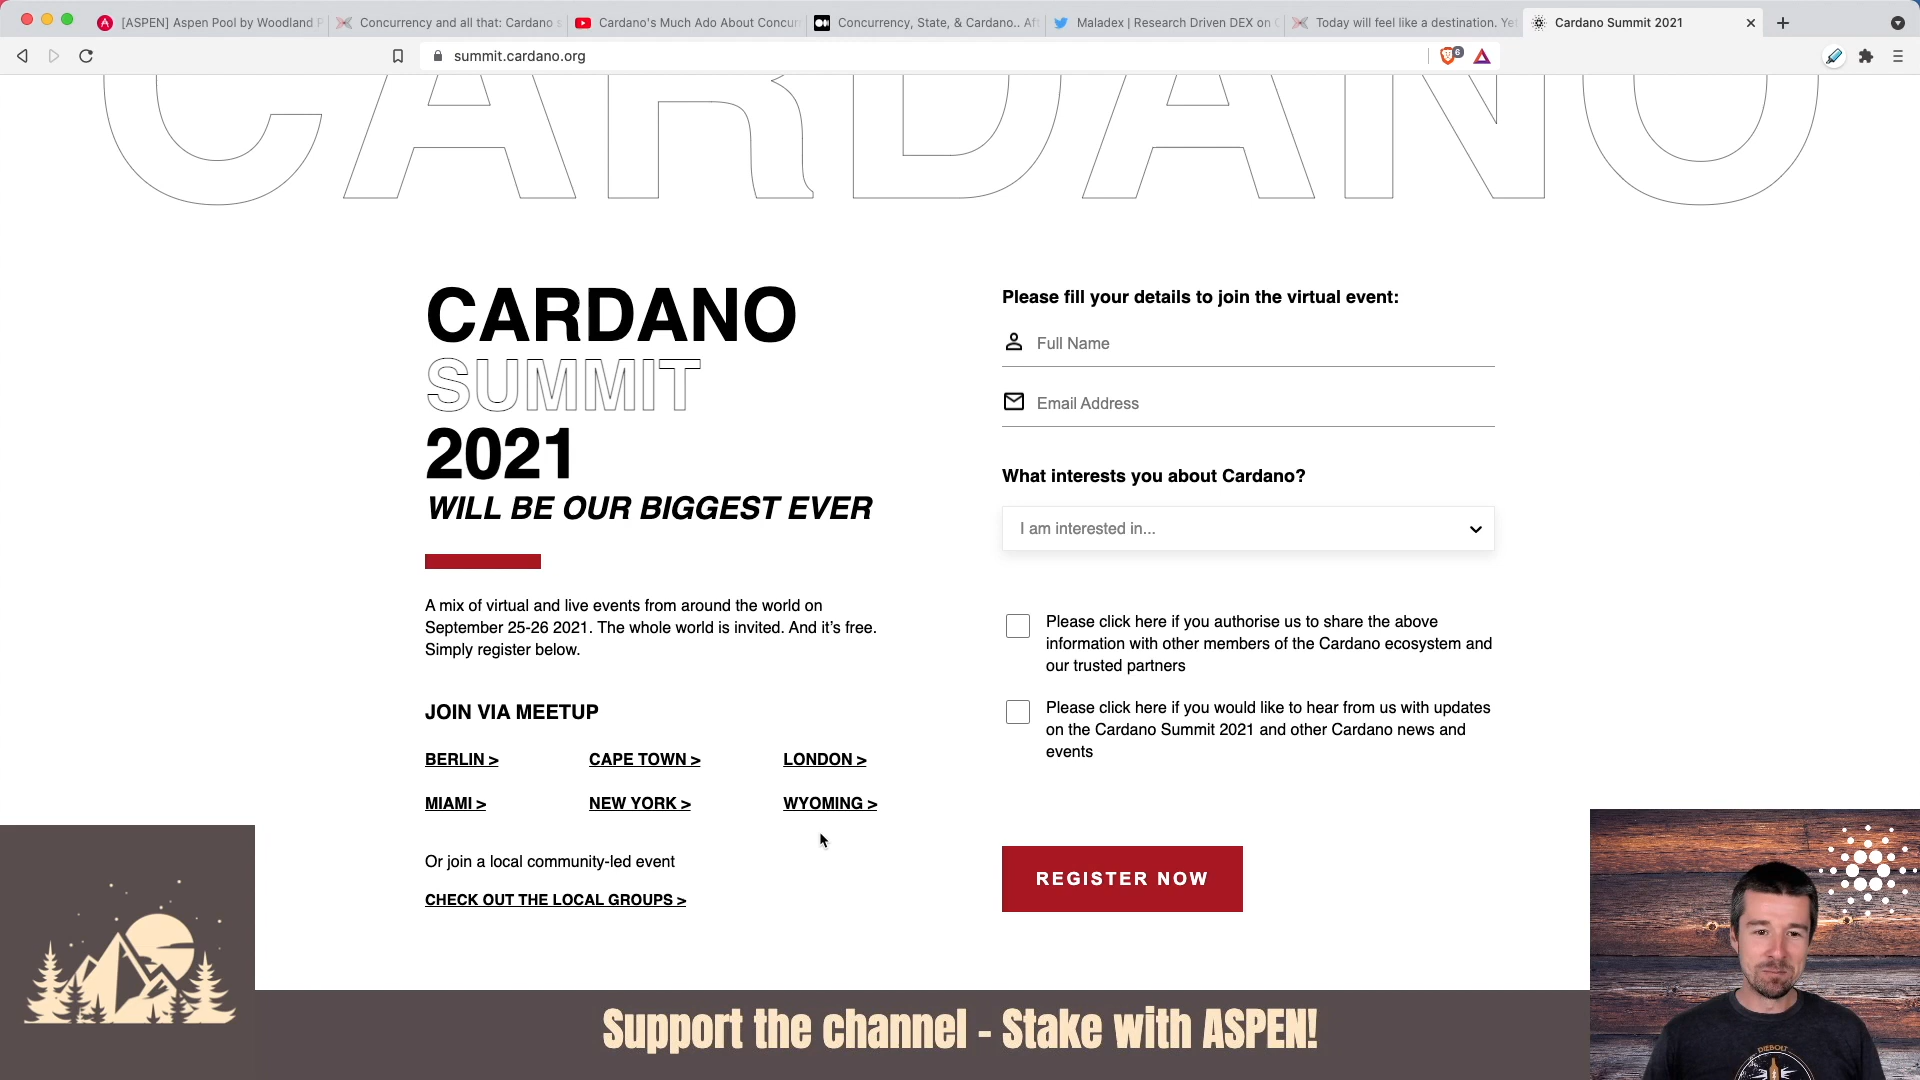 [ASPEN] Aspen Pool by Woodland P
Concurrency and all that: Cardano s
Cardano's Much Ado About Concurr
Concurrency, State, & Cardano.. Af
Maladex | Research Driven DEX on C
Today will feel like a destination. Yet
Cardano Summit 2021
summit.cardano.org
6
CARDANO
CARDANO
SUMMIT
2021
WILL BE OUR BIGGEST EVER
A mix of virtual and live events from around the world on
September 25-26 2021. The whole world is invited. And it's free.
Simply register below.
JOIN VIA MEETUP
BERLIN >
CAPE TOWN >
LONDON >
MIAMI >
NEW YORK >
WYOMING >
Or join a local community-led event
CHECK OUT THE LOCAL GROUPS >
Please fill your details to join the virtual event:
Full Name
Email Address
What interests you about Cardano?
I am interested in...
Please click here if you authorise us to share the above
information with other members of the Cardano ecosystem and
our trusted partners
Please click here if you would like to hear from us with updates
on the Cardano Summit 2021 and other Cardano news and
events
REGISTER NOW
Support the channel - Stake with ASPEN!
DIEBOLT